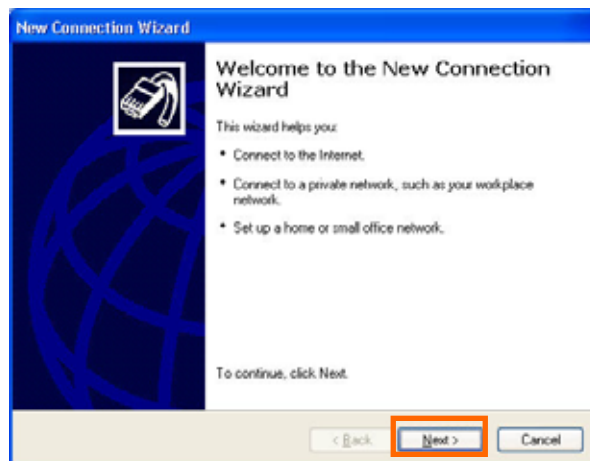 New Connection Wizard
Welcome to the New Connection
Wizard
This wizard helps you:
• Connect to the Internet.
• Connect to a private network, such as your workplace
network.
• Set up a home or small office network.
To continue, click Next.
< Back
Next >
Cancel